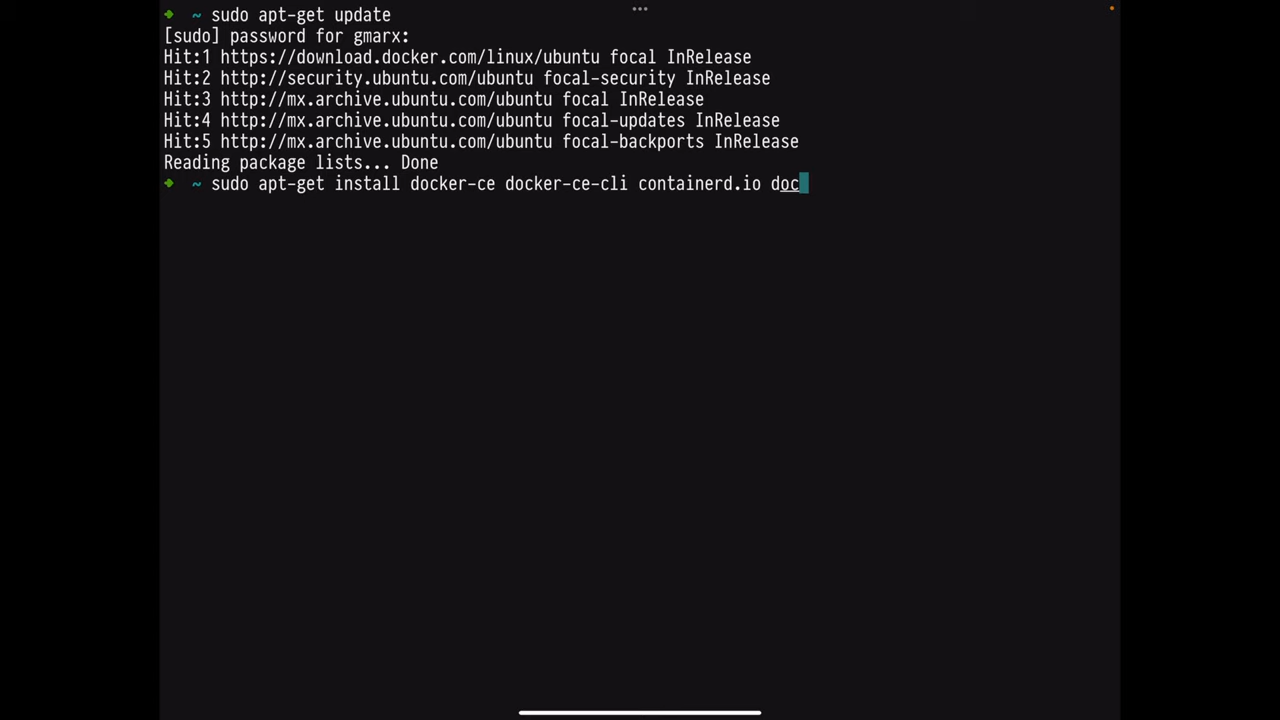 ~ sudo apt-get update
[sudo] password for gmarx:
Hit:1 https://download.docker.com/linux/ubuntu focal InRelease
Hit:2 http://security.ubuntu.com/ubuntu focal-security InRelease
Hit:3 http://mx.archive.ubuntu.com/ubuntu focal InRelease
Hit:4 http://mx.archive.ubuntu.com/ubuntu focal-updates InRelease
Hit:5 http://mx.archive.ubuntu.com/ubuntu focal-backports InRelease
Reading package lists... Done
~ sudo apt-get install docker-ce docker-ce-cli containerd.io doc